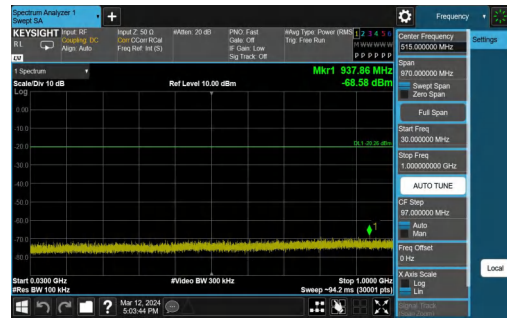 Spectrum Analyzer 1
Swept SA
Frequency
KEYSIGHT
RL
LV
Input: RF
Coupling: DC
Align: Auto
Input Z: 50 Ω
Corr CCorr RCal
Freq Ref: Int (S)
#Atten: 20 dB
PNO: Fast
Gate: Off
IF Gain: Low
Sig Track: Off
#Avg Type: Power (RMS
Trig: Free Run
1 2 3 4 5 6
M W W W W W
P P P P P P
1 Spectrum
Scale/Div 10 dB
Log
Ref Level 10.00 dBm
Mkr1 937.86 MHz
-68.58 dBm
0.00
-10.0
-20.0
-30.0
-40.0
-50.0
-60.0
-70.0
-80.0
DL1 -20.26 dBm
1
Start 0.0300 GHz
#Res BW 100 kHz
#Video BW 300 kHz
Stop 1.0000 GHz
Sweep ~94.2 ms (30001 pts)
Mar 12, 2024
5:03:44 PM
Center Frequency
515.000000 MHz
Settings
Span
970.000000 MHz
Swept Span
Zero Span
Full Span
Start Freq
30.000000 MHz
Stop Freq
1.000000000 GHz
AUTO TUNE
CF Step
97.000000 MHz
Auto
Man
Freq Offset
0 Hz
X Axis Scale
Log
Lin
Local
Signal Track
(Span Zoom)